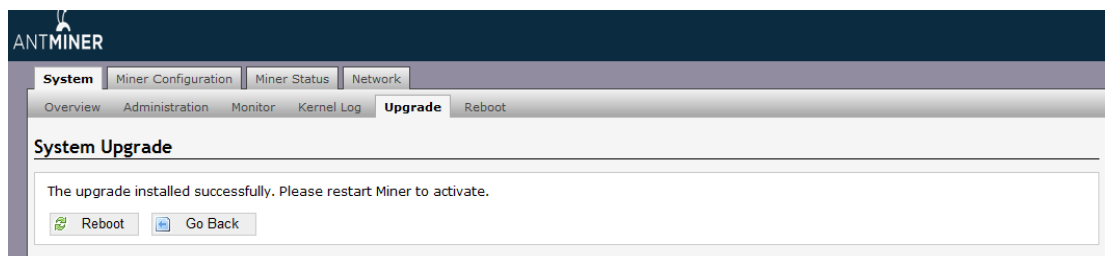 ANTMINER
System Miner Configuration Miner Status Network
Overview Administration Monitor Kernel Log Upgrade Reboot
System Upgrade
The upgrade installed successfully. Please restart Miner to activate.
Reboot Go Back